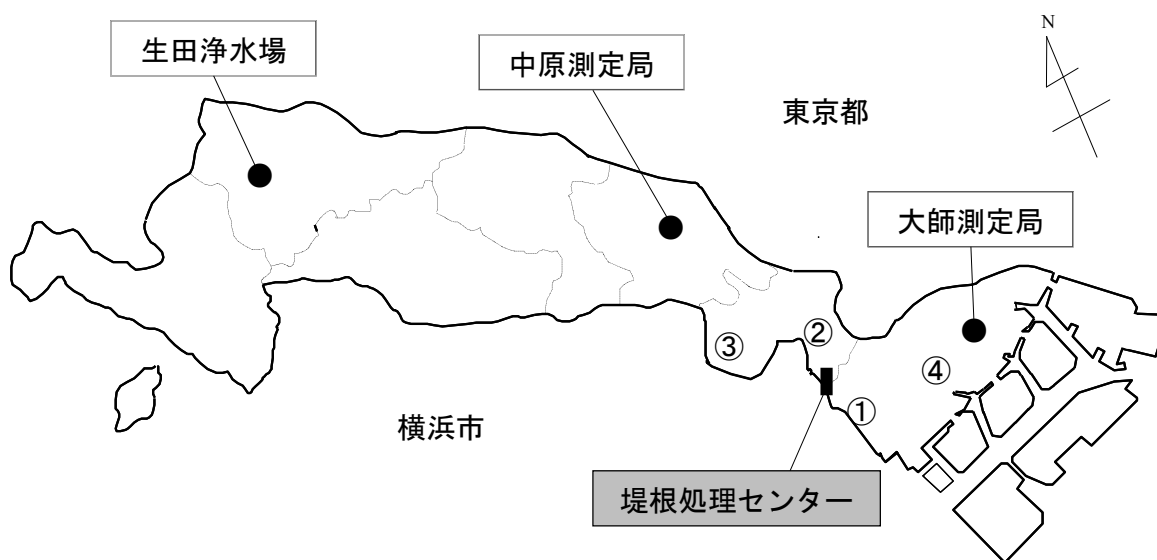 N
生田浄水場
中原測定局
東京都
大師測定局
②
③
④
①
横浜市
堤根処理センター